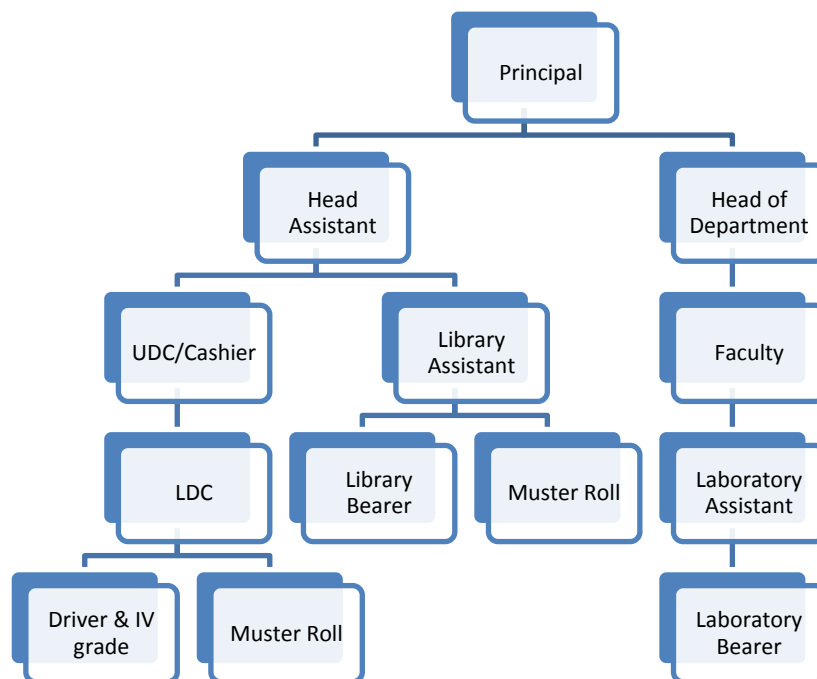 Principal
Head
Assistant
Head of
Department
UDC/Cashier
Library
Assistant
Faculty
LDC
Library
Bearer
Muster Roll
Laboratory
Assistant
Driver & IV
grade
Muster Roll
Laboratory
Bearer